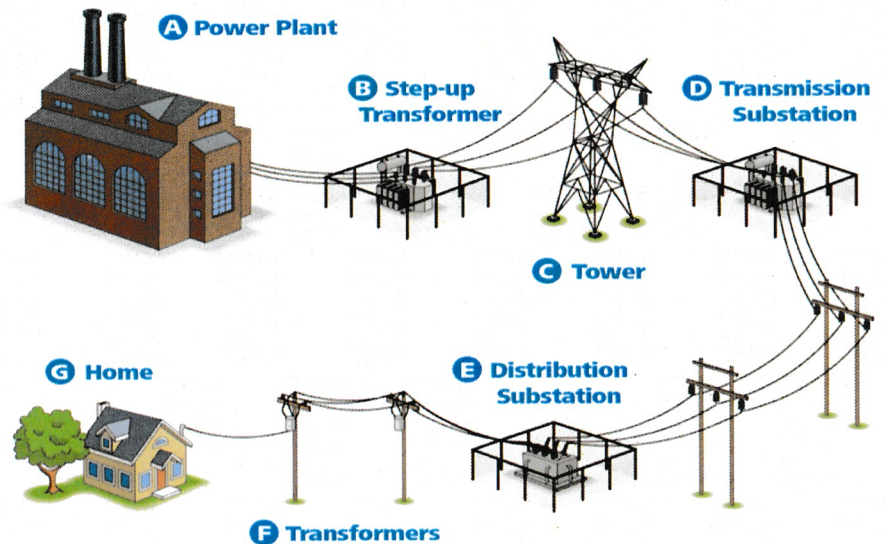 A Power Plant
B Step-up
Transformer
D Transmission
Substation
C Tower
G Home
E Distribution
Substation
F Transformers